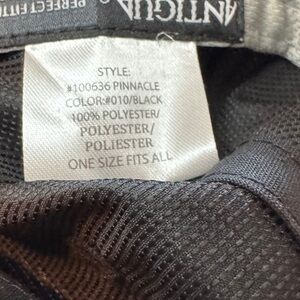 ANTIGUA
PERFECT FIT
STYLE:
#100636 PINNACLE
COLOR:#010/BLACK
100% POLYESTER/
POLYESTER/
POLIESTER
ONE SIZE FITS ALL